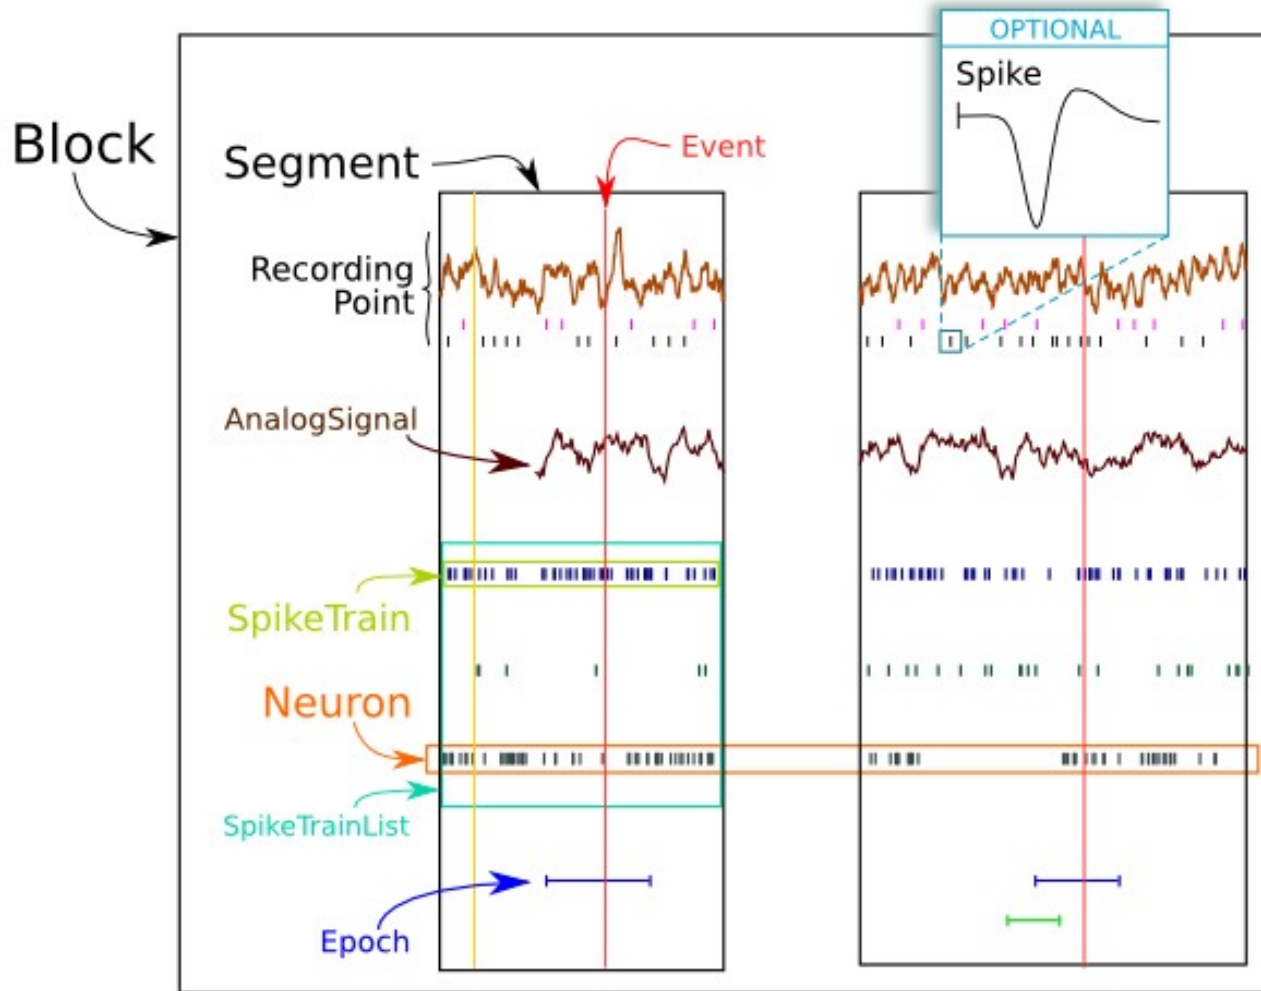 OPTIONAL
Spike
Block
Segment
Event
Recording
Point
AnalogSignal
SpikeTrain
Neuron
SpikeTrainList
Epoch